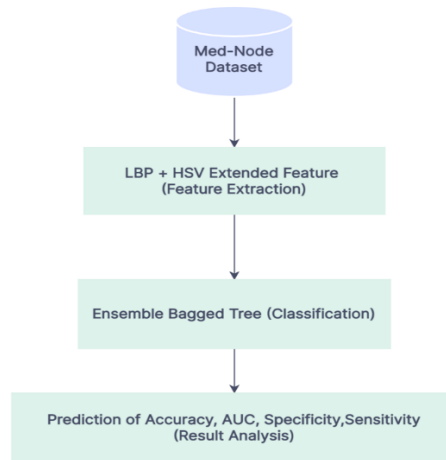 Med-Node
Dataset
LBP + HSV Extended Feature
(Feature Extraction)
Ensemble Bagged Tree (Classification)
Prediction of Accuracy, AUC, Specificity,Sensitivity
(Result Analysis)